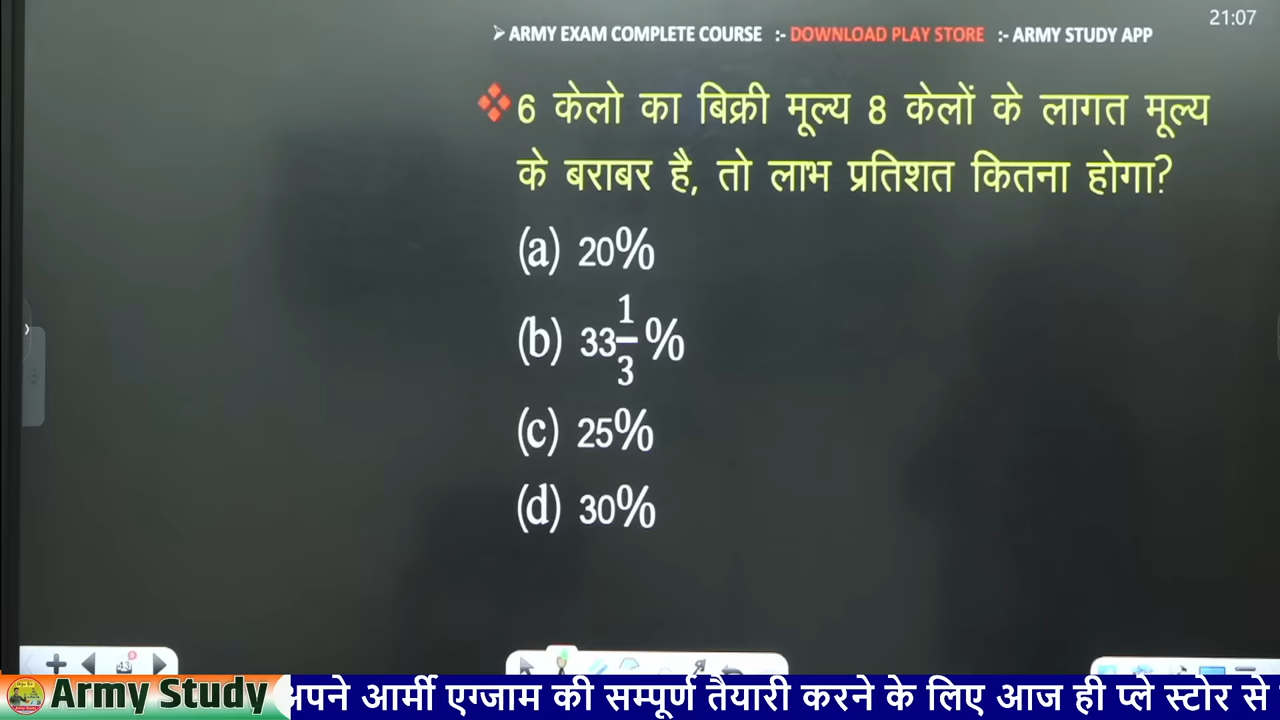 21:07
➢ ARMY EXAM COMPLETE COURSE :- DOWNLOAD PLAY STORE :- ARMY STUDY APP
❖ 6 केलो का बिक्री मूल्य 8 केलों के लागत मूल्य
के बराबर है, तो लाभ प्रतिशत कितना होगा?
(a) 20%
(b) 33 1/3 %
(c) 25%
(d) 30%
43
Army Study अपने आर्मी एग्जाम की सम्पूर्ण तैयारी करने के लिए आज ही प्ले स्टोर से